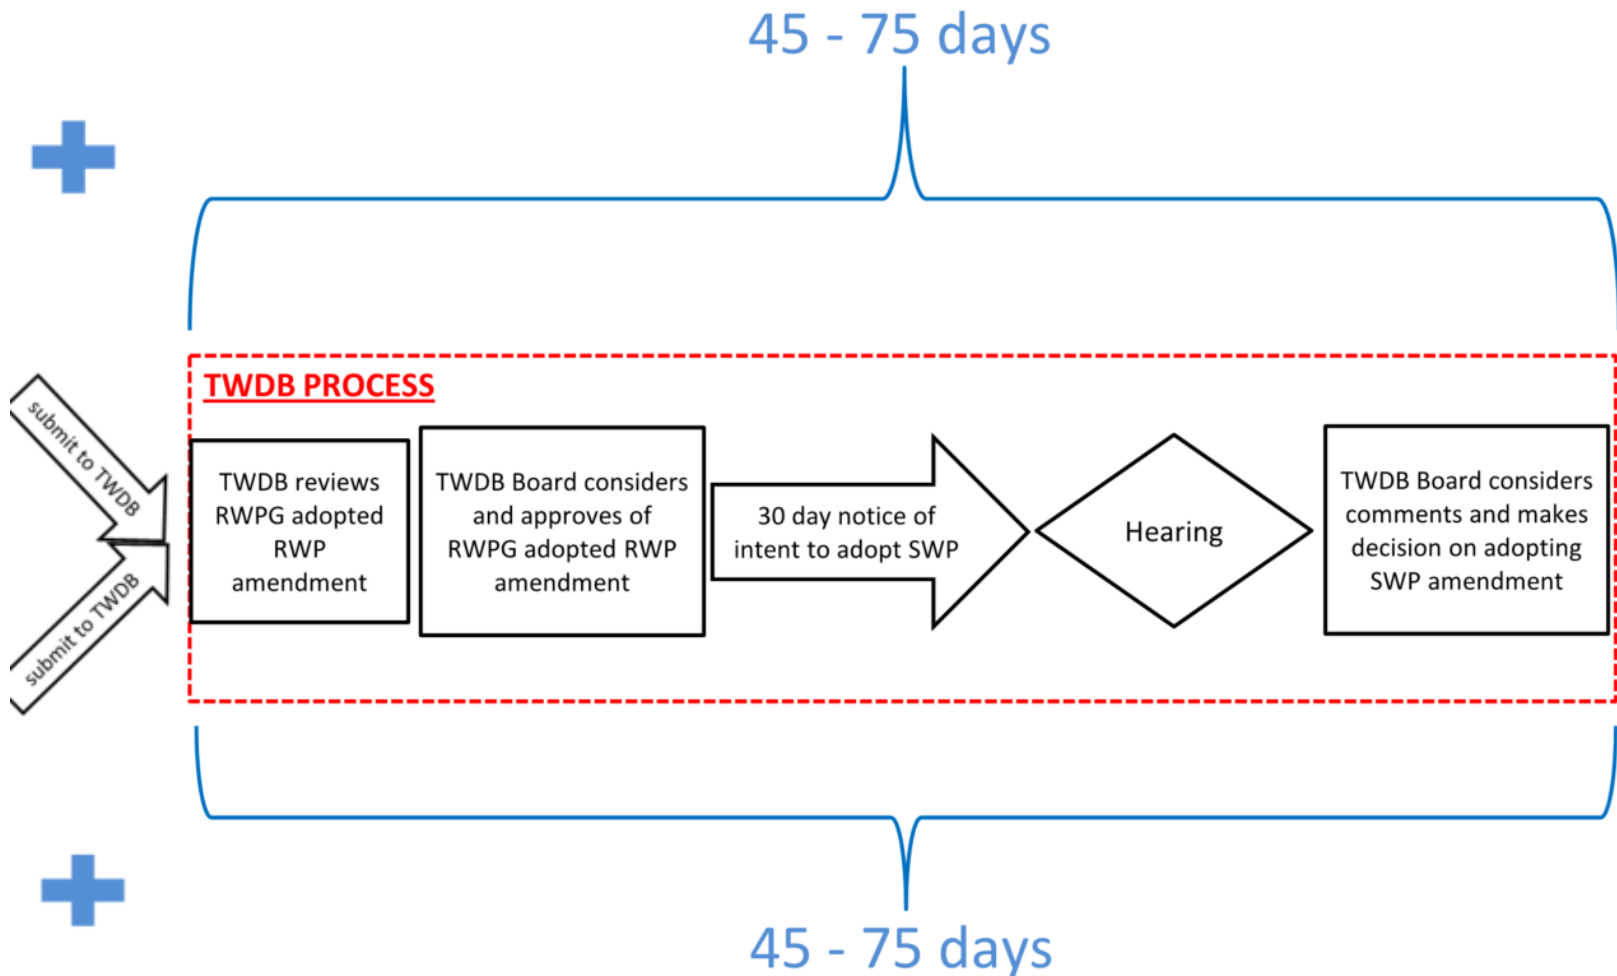 45 - 75 days
TWDB PROCESS
submit to TWDB
submit to TWDB
TWDB reviews
RWPG adopted
RWP
amendment
TWDB Board considers
and approves of
RWPG adopted RWP
amendment
30 day notice of
intent to adopt SWP
Hearing
TWDB Board considers
comments and makes
decision on adopting
SWP amendment
45 - 75 days